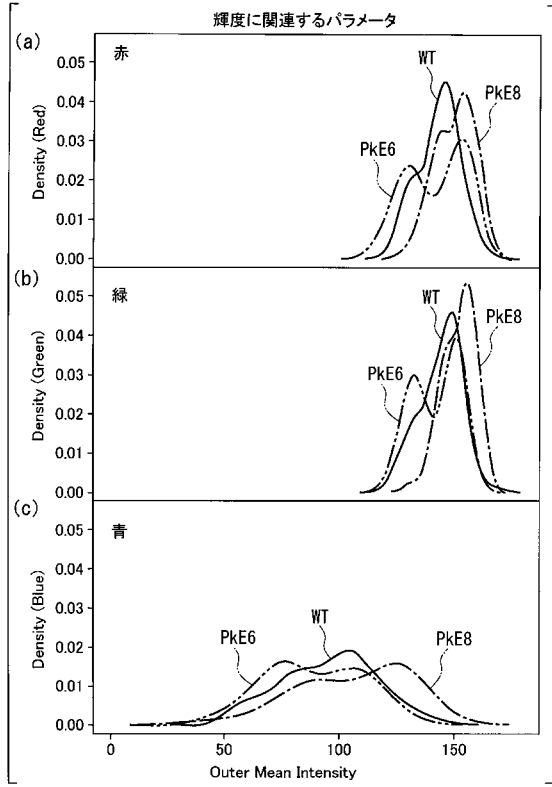 輝度に関連するパラメータ
(a)
赤
WT
PkE8
PkE6
Density (Red)
0.05
0.04
0.03
0.02
0.01
0.00
(b)
緑
WT
PkE8
PkE6
Density (Green)
0.05
0.04
0.03
0.02
0.01
0.00
(c)
青
WT
PkE6
PkE8
Density (Blue)
0.05
0.04
0.03
0.02
0.01
0.00
0 50 100 150
Outer Mean Intensity